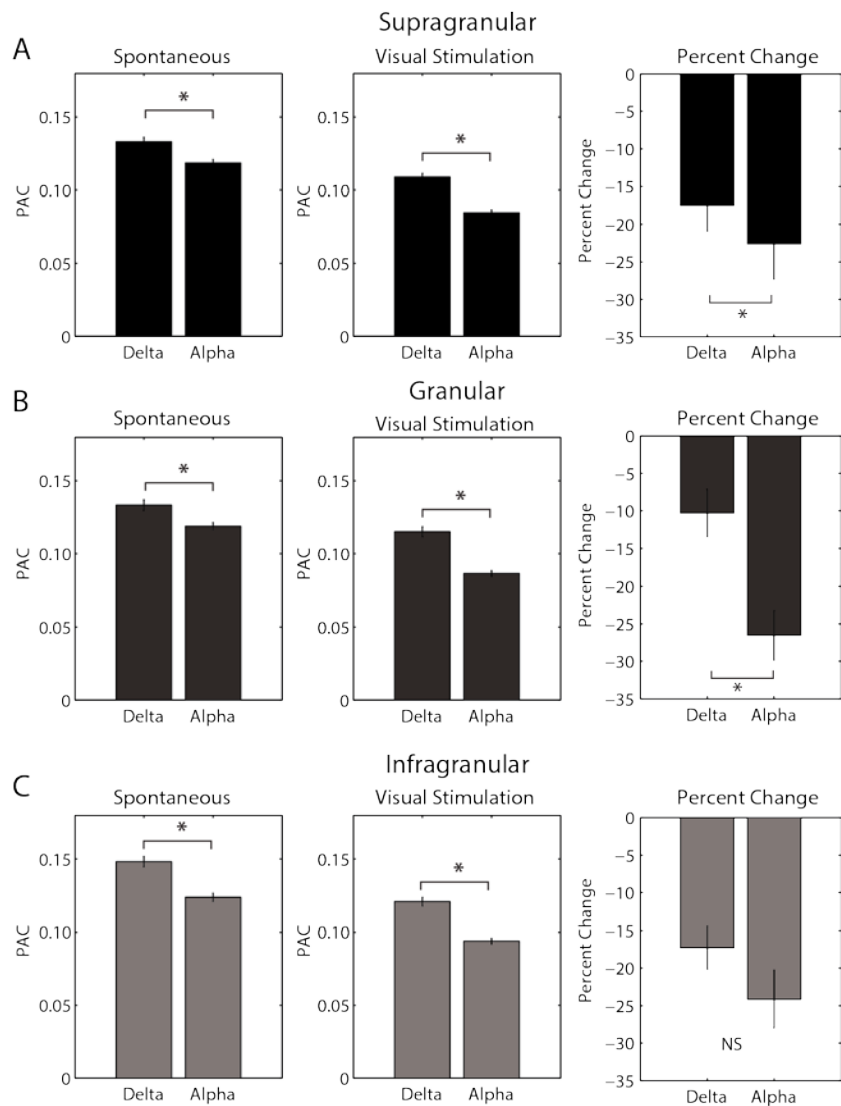 Supragranular
A
Spontaneous
Visual Stimulation
Percent Change
PAC
0.15
0.10
0.05
0
*
Delta Alpha
PAC
0.15
0.10
0.05
0
*
Delta Alpha
Percent Change
0
−5
−10
−15
−20
−25
−30
−35
*
Delta Alpha
Granular
B
Spontaneous
Visual Stimulation
Percent Change
PAC
0.15
0.10
0.05
0
*
Delta Alpha
PAC
0.15
0.10
0.05
0
*
Delta Alpha
Percent Change
0
−5
−10
−15
−20
−25
−30
−35
*
Delta Alpha
Infragranular
C
Spontaneous
Visual Stimulation
Percent Change
PAC
0.15
0.10
0.05
0
*
Delta Alpha
PAC
0.15
0.10
0.05
0
*
Delta Alpha
Percent Change
0
−5
−10
−15
−20
−25
−30
−35
NS
Delta Alpha